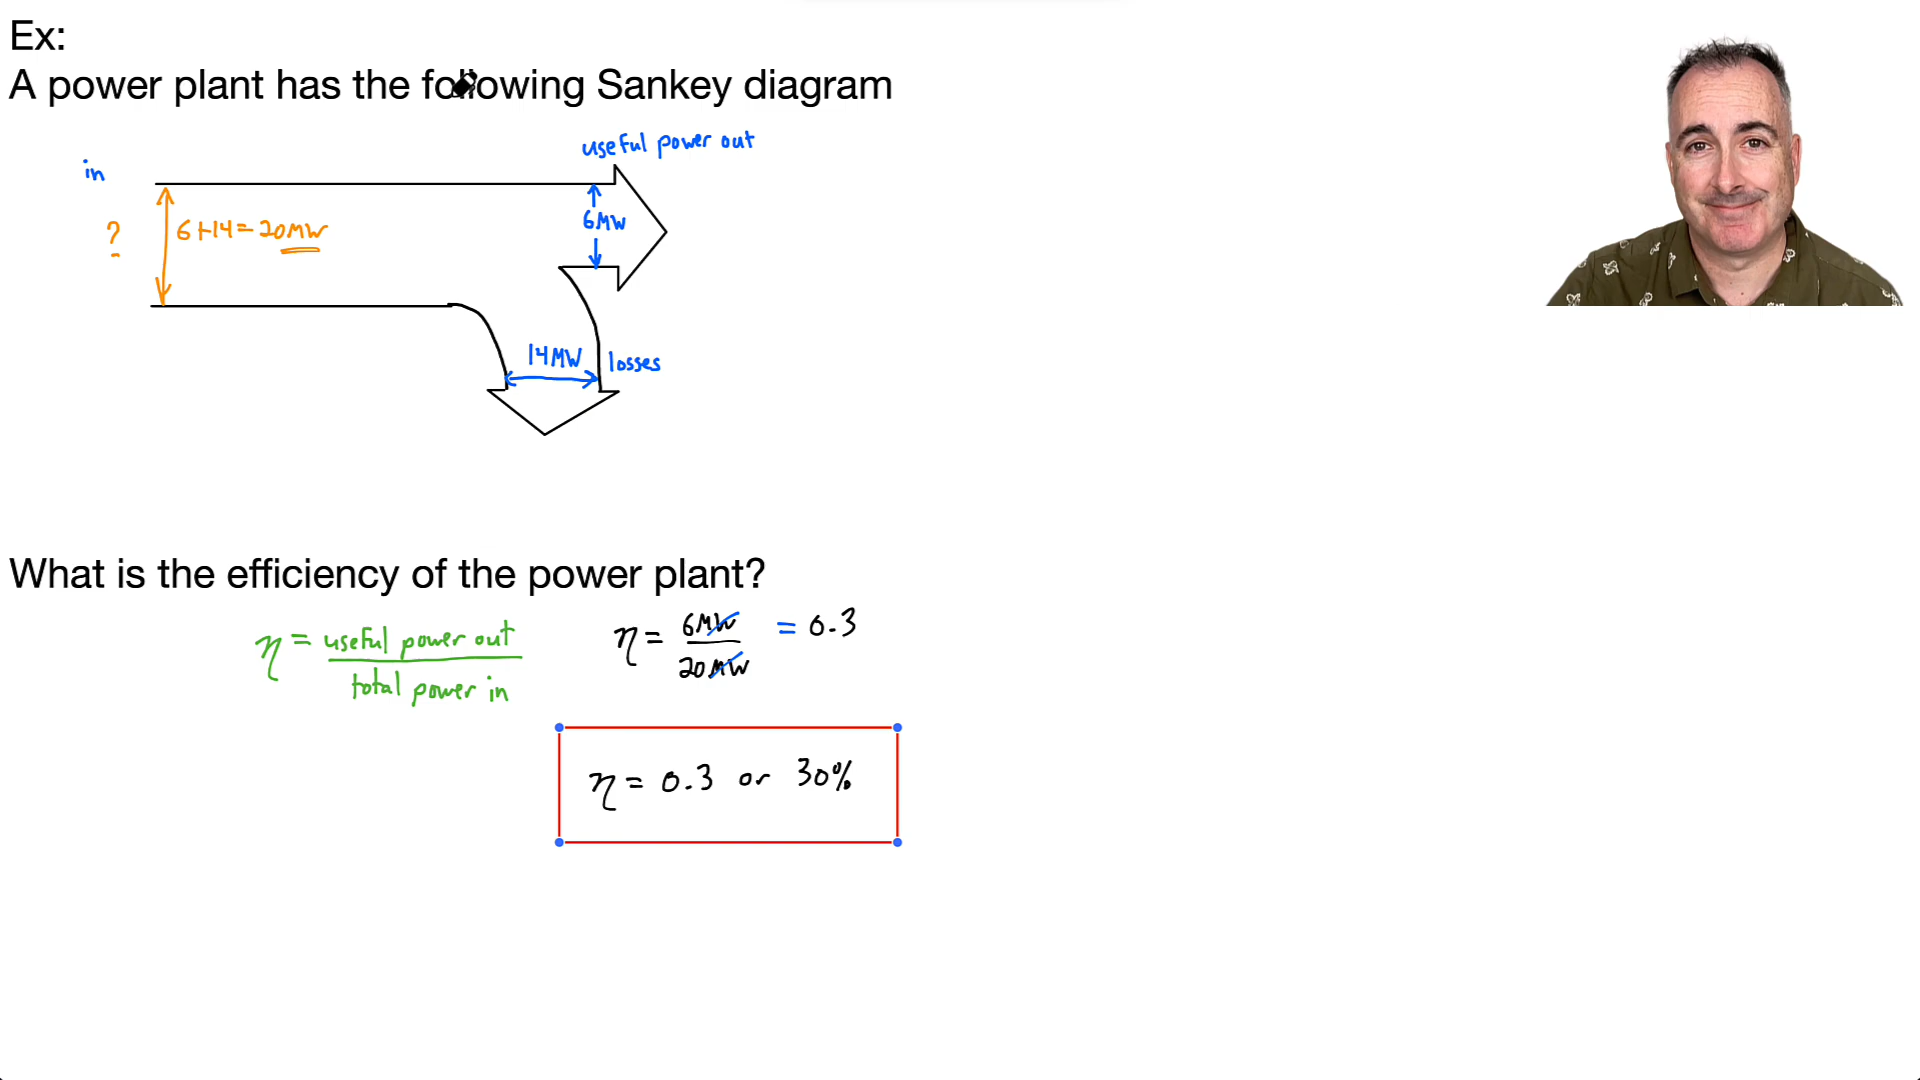 Ex:
A power plant has the following Sankey diagram
useful power out
in
? 6+14=20MW
6MW
14MW losses
What is the efficiency of the power plant?
η = useful power out / total power in
η = 6MW / 20MW = 0.3
η = 0.3 or 30%